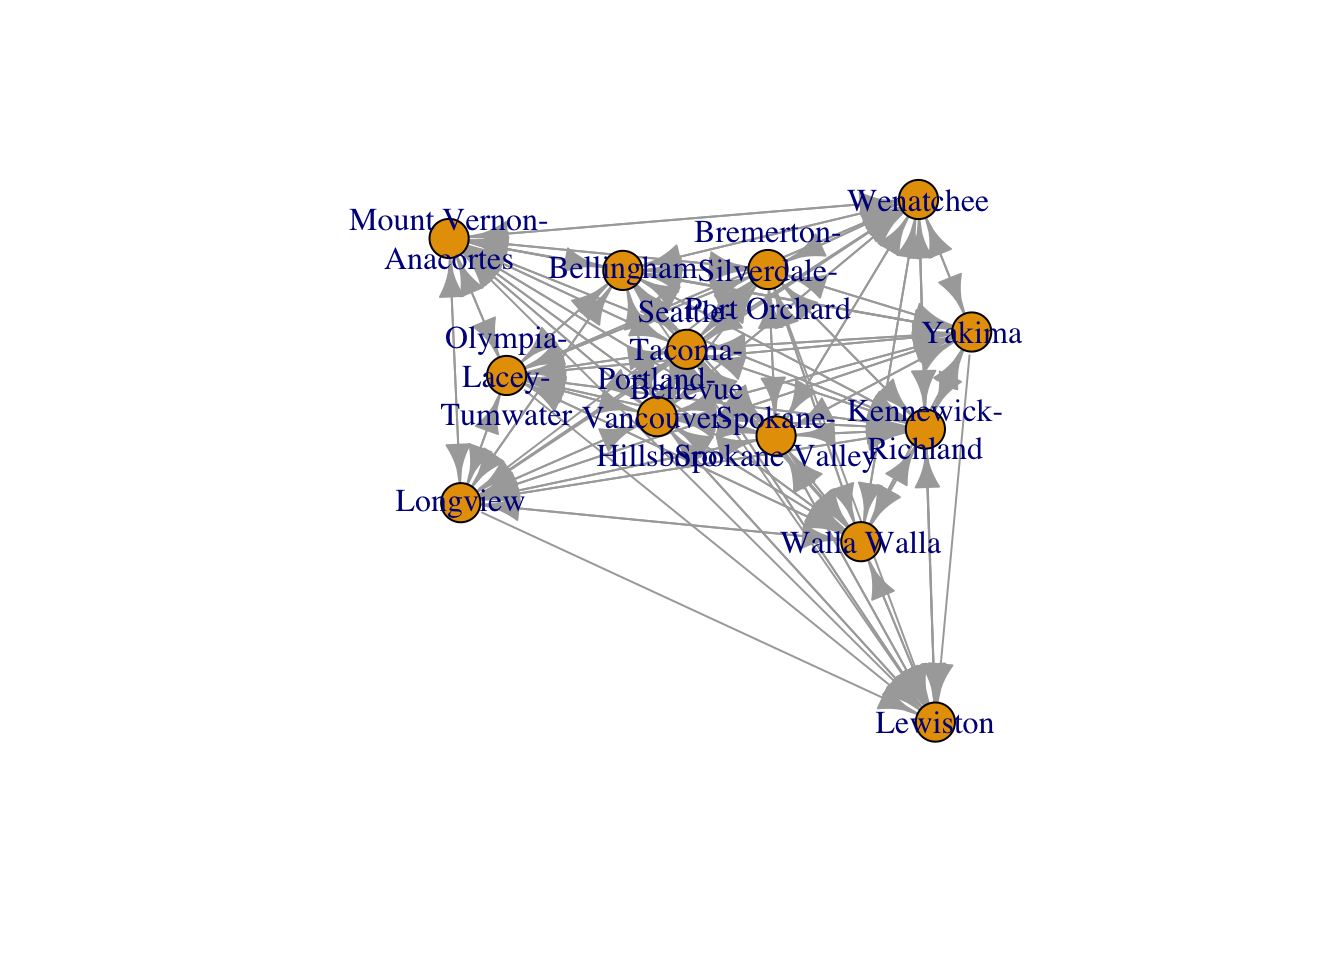 Wenatchee
Mount Vernon-
Anacortes
Bremerton-
Silverdale-
Port Orchard
Bellingham
Seattle-
Tacoma-
Bellevue
Yakima
Olympia-
Lacey-
Tumwater
Portland-
Vancouver-
Hillsboro
Spokane-
Spokane Valley
Kennewick-
Richland
Longview
Walla Walla
Lewiston